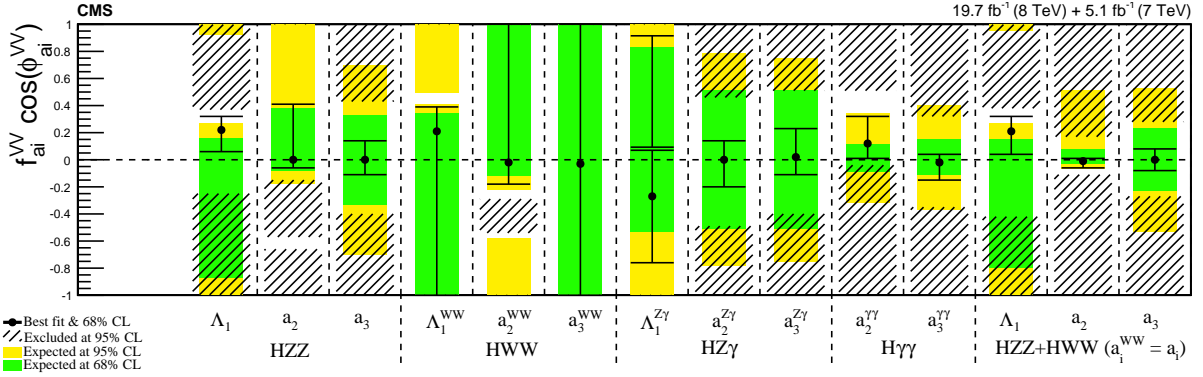 CMS
19.7 fb⁻¹ (8 TeV) + 5.1 fb⁻¹ (7 TeV)
f_{ai}^{VV} cos(ϕ_{ai}^{VV})
1
0.8
0.6
0.4
0.2
0
-0.2
-0.4
-0.6
-0.8
-1
Λ₁ a₂ a₃ Λ₁^{WW} a₂^{WW} a₃^{WW} Λ₁^{Zγ} a₂^{Zγ} a₃^{Zγ} a₂^{γγ} a₃^{γγ} Λ₁ a₂ a₃
HZZ HWW HZγ Hγγ HZZ+HWW (a_i^{WW} = a_i)
Best fit & 68% CL
Excluded at 95% CL
Expected at 95% CL
Expected at 68% CL